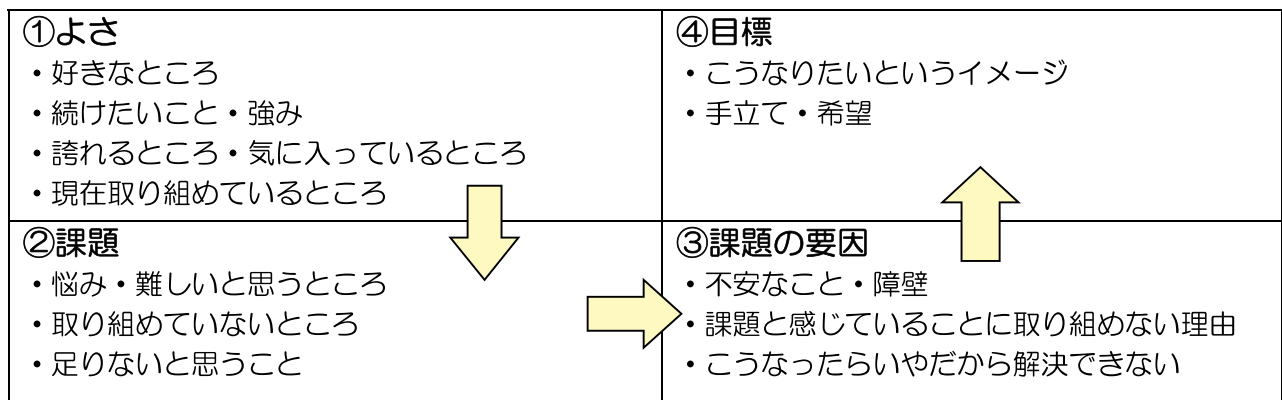 ①よさ
・好きなところ
・続けたいこと・強み
・誇れるところ・気に入っているところ
・現在取り組めているところ
②課題
・悩み・難しいと思うところ
・取り組めていないところ
・足りないと思うこと
③課題の要因
・不安なこと・障壁
・課題と感じていることに取り組めない理由
・こうなったらいやだから解決できない
④目標
・こうなりたいというイメージ
・手立て・希望